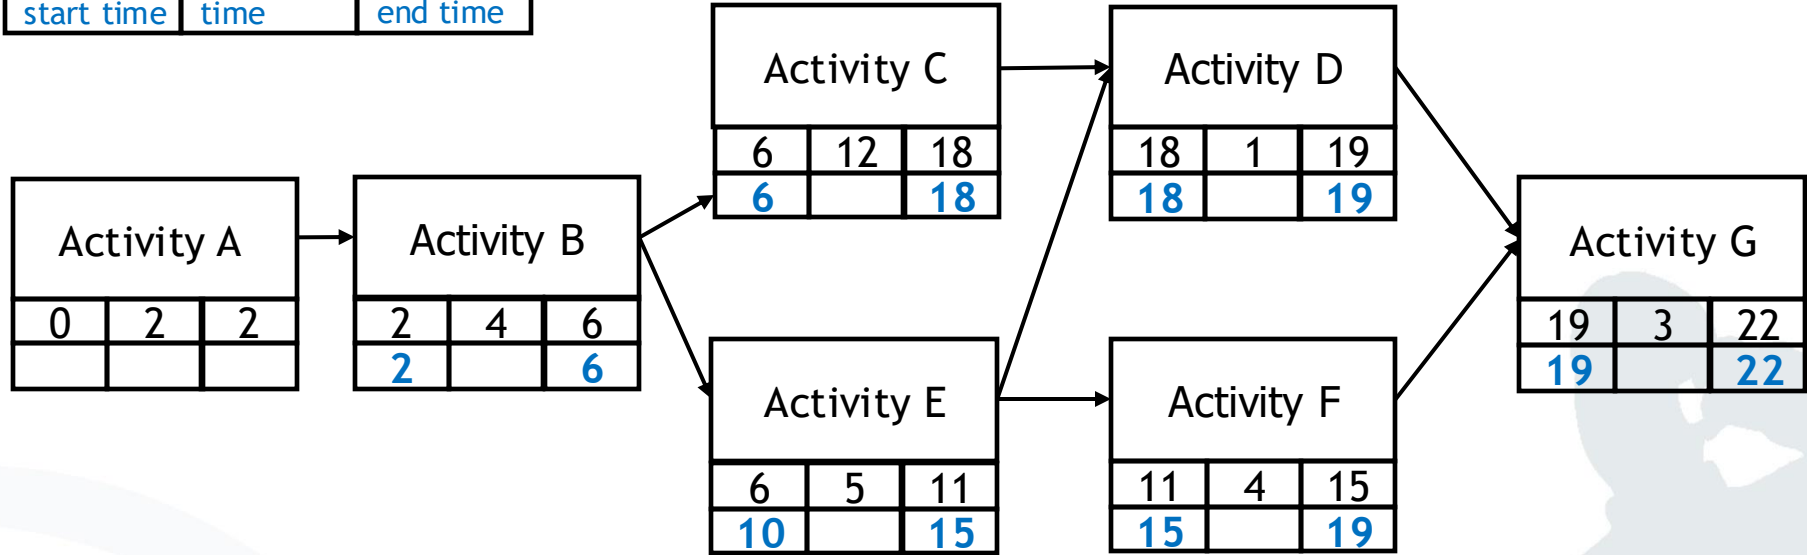 start time time end time
Activity C
6 12 18
6 18
Activity D
18 1 19
18 19
Activity A
0 2 2
Activity B
2 4 6
2 6
Activity G
19 3 22
19 22
Activity E
6 5 11
10 15
Activity F
11 4 15
15 19